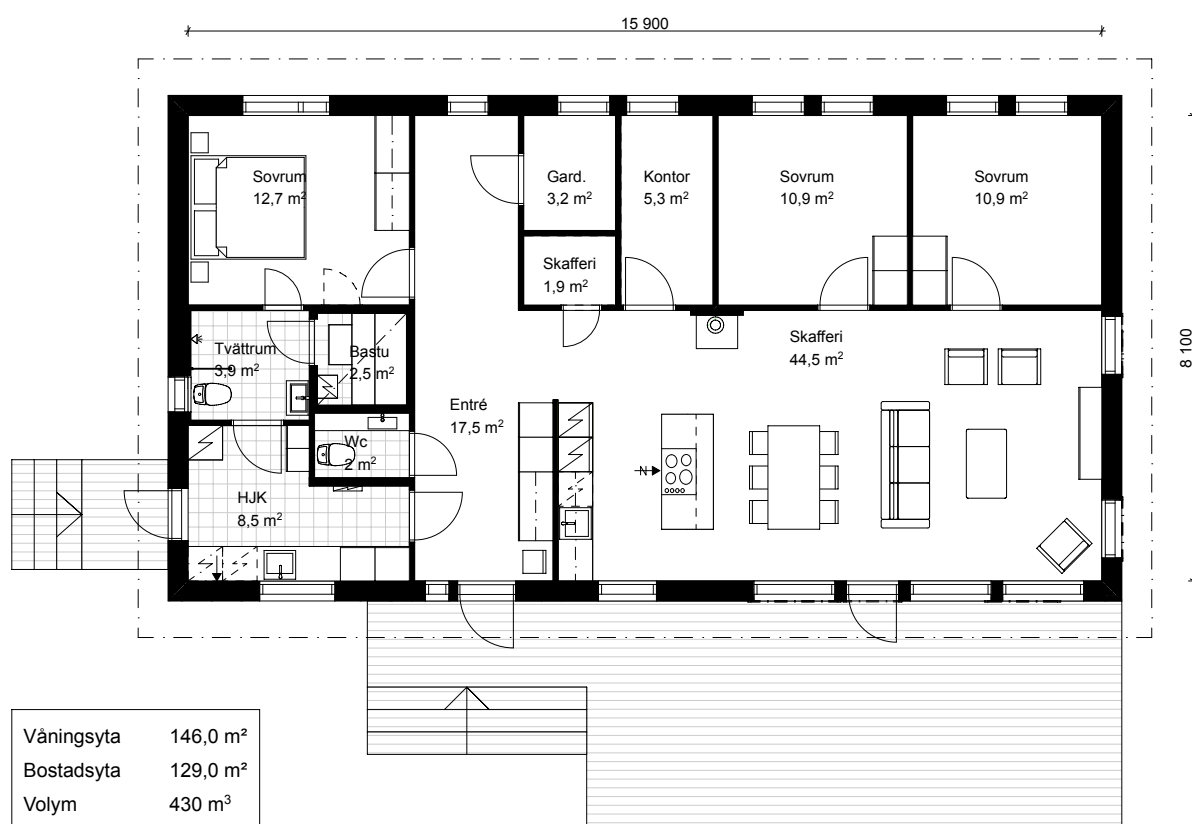 15 900
8 100
Sovrum
12,7 m²
Gard.
3,2 m²
Kontor
5,3 m²
Sovrum
10,9 m²
Sovrum
10,9 m²
Skafferi
1,9 m²
Tvättrum
3,9 m²
Bastu
2,5 m²
Skafferi
44,5 m²
Entré
17,5 m²
Wc
2 m²
N
HJK
8,5 m²
Våningsyta 146,0 m²
Bostadsyta 129,0 m²
Volym 430 m³